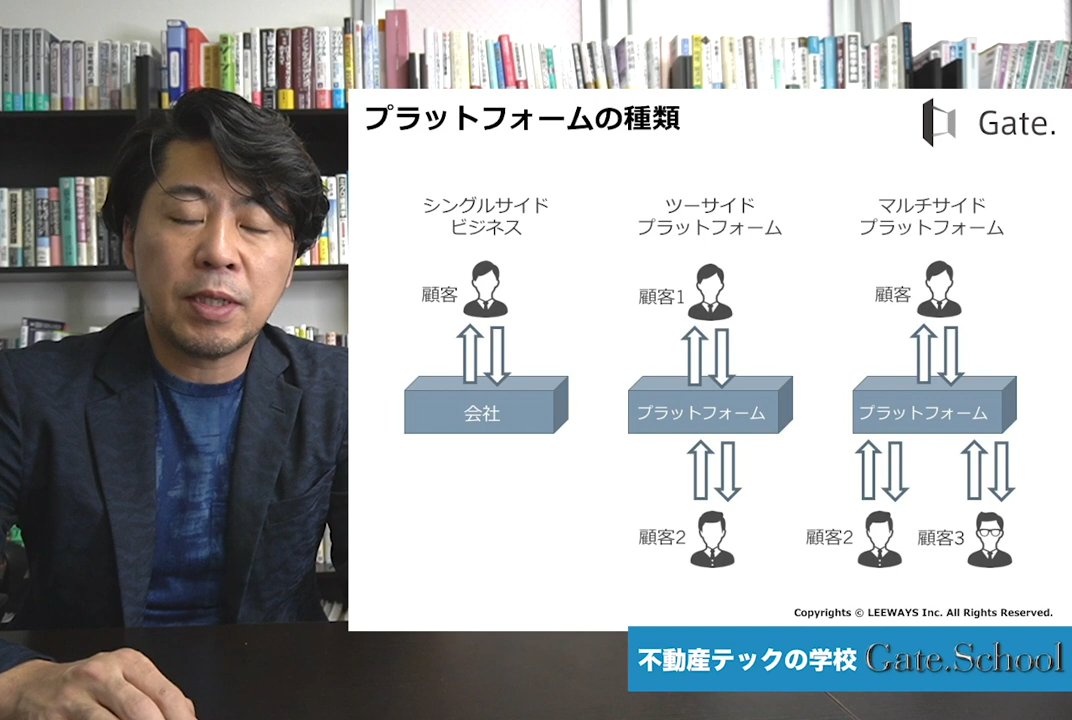 プラットフォームの種類
Gate.
シングルサイド
ビジネス
ツーサイド
プラットフォーム
マルチサイド
プラットフォーム
顧客
顧客1
顧客
会社
プラットフォーム
プラットフォーム
顧客2
顧客2
顧客3
Copyrights © LEEWAYS Inc. All Rights Reserved.
不動産テックの学校 Gate.School